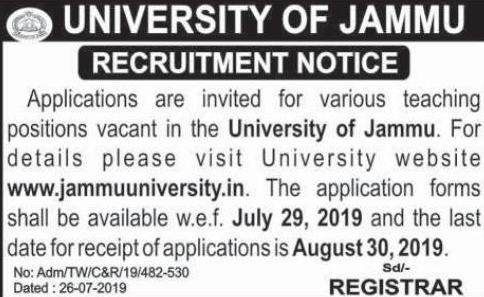 UNIVERSITY OF JAMMU
RECRUITMENT NOTICE
Applications are invited for various teaching
positions vacant in the University of Jammu. For
details please visit University website
www.jammuuniversity.in. The application forms
shall be available w.e.f. July 29, 2019 and the last
date for receipt of applications is August 30, 2019.
No: Adm/TW/C&R/19/482-530
Sd/-
Dated : 26-07-2019
REGISTRAR